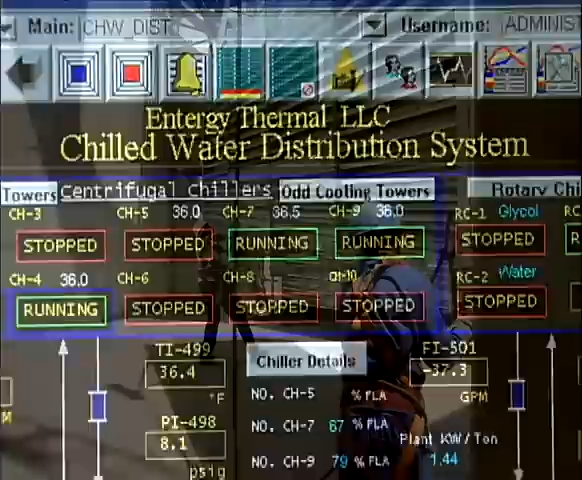 Main: CHW_DIST Username: ADMINIS
Entergy Thermal LLC
Chilled Water Distribution System
Towers Centrifugal Chillers Odd Cooling Towers Rotary Chi
CH-3 CH-5 36.0 CH-7 36.5 CH-9 36.0 RC-1 Glycol
STOPPED STOPPED RUNNING RUNNING STOPPED R
CH-4 36.0 CH-6 CH-8 CH-10 RC-2 Water
RUNNING STOPPED STOPPED STOPPED STOPPED
TI-499 Chiller Details FI-501
36.4 °F -37.3 GPM
NO. CH-5 % FLA
M PI-498 NO. CH-7 67 % FLA
8.1 psig Plant KW/Ton
NO. CH-9 79 % FLA 1.44